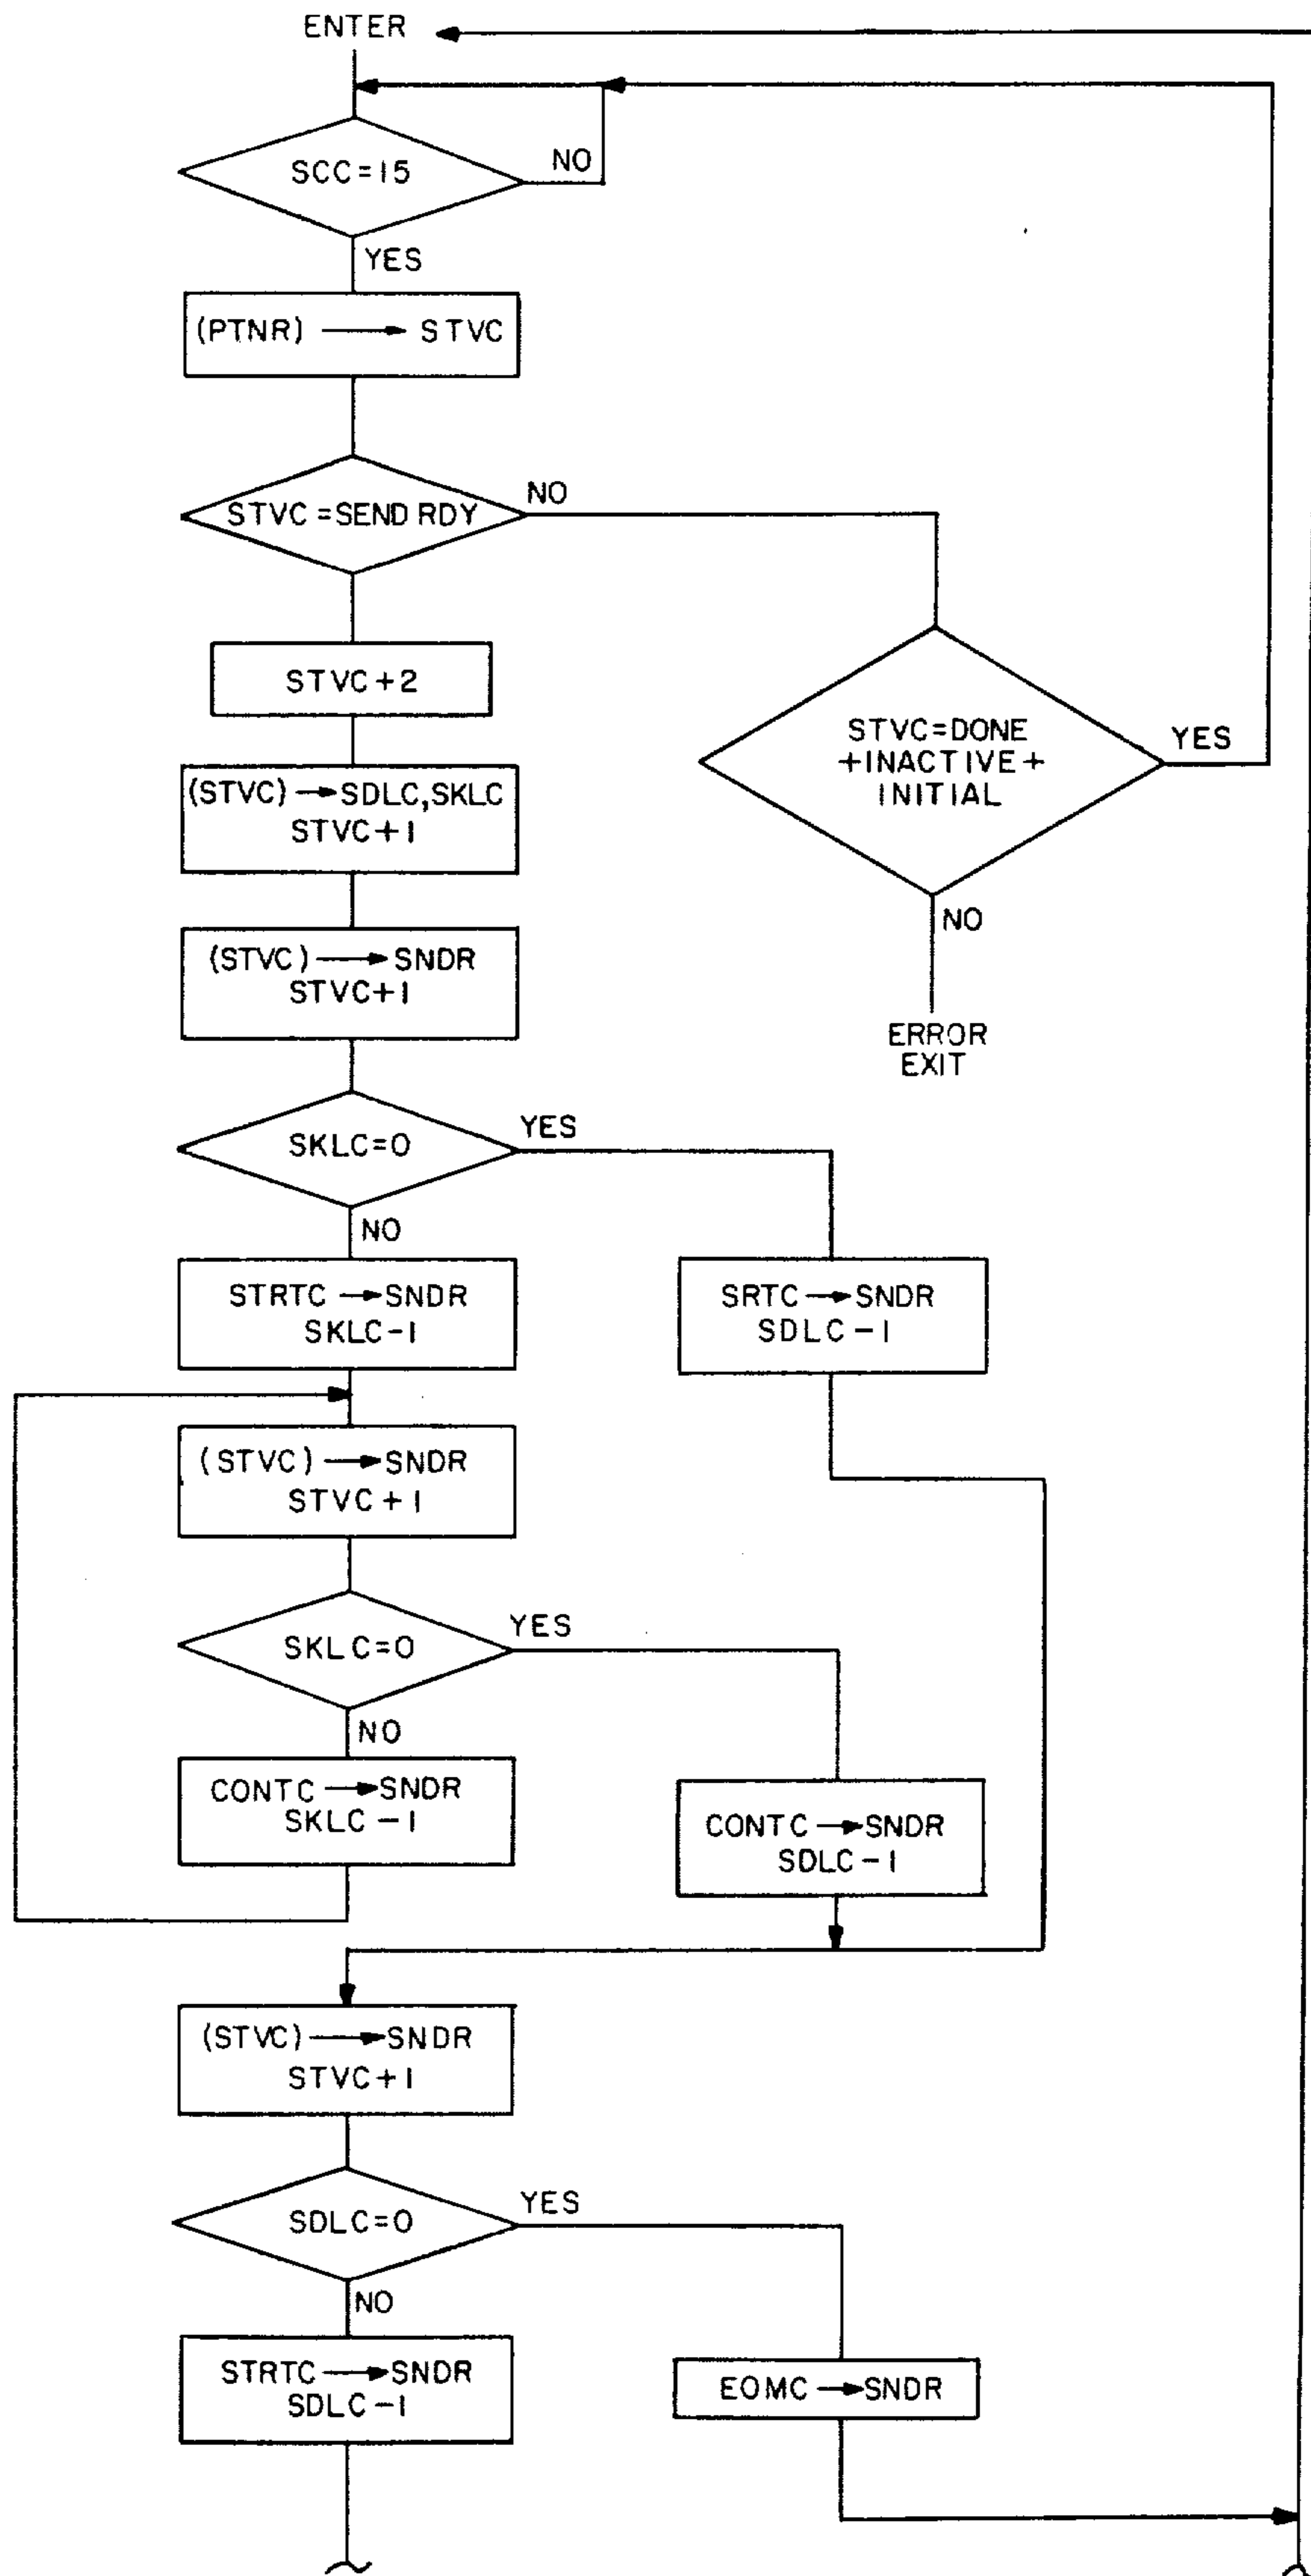 ENTER
SCC=15
NO
YES
(PTNR) → STVC
STVC=SEND RDY
NO
STVC+2
STVC=DONE
+INACTIVE+
INITIAL
YES
(STVC)→SDLC,SKLC
STVC+1
NO
(STVC)→SNDR
STVC+1
ERROR
EXIT
SKLC=0
YES
NO
STRTC→SNDR
SKLC-1
SRTC→SNDR
SDLC-1
(STVC)→SNDR
STVC+1
SKLC=0
YES
NO
CONTC→SNDR
SKLC-1
CONTC→SNDR
SDLC-1
(STVC)→SNDR
STVC+1
SDLC=0
YES
NO
STRTC→SNDR
SDLC-1
EOMC→SNDR